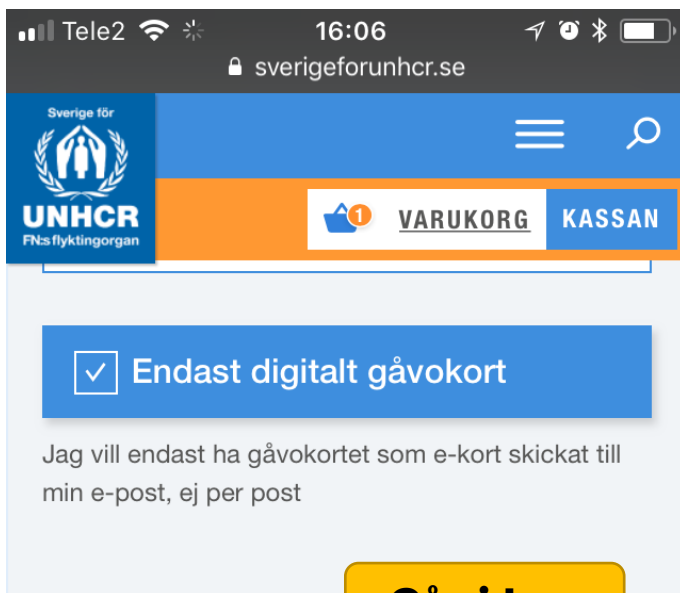 Tele2 16:06
sverigeforunhcr.se
Sverige för
UNHCR
FN:s flyktingorgan
1 VARUKORG KASSAN
Endast digitalt gåvokort
Jag vill endast ha gåvokortet som e-kort skickat till
min e-post, ej per post